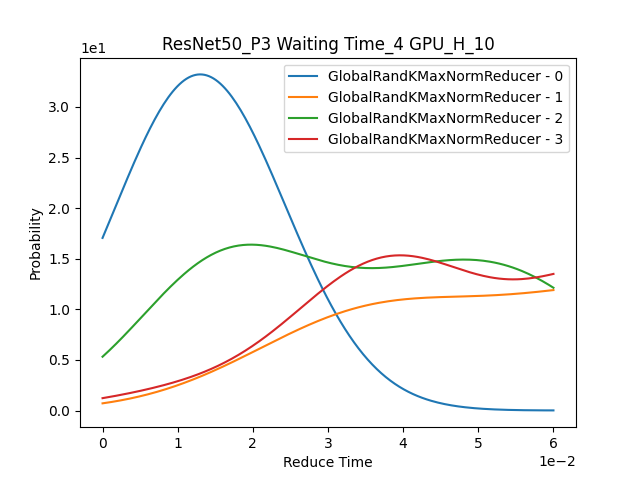 ResNet50_P3 Waiting Time_4 GPU_H_10
1e1
GlobalRandKMaxNormReducer - 0
GlobalRandKMaxNormReducer - 1
GlobalRandKMaxNormReducer - 2
GlobalRandKMaxNormReducer - 3
Probability
3.0
2.5
2.0
1.5
1.0
0.5
0.0
0 1 2 3 4 5 6
Reduce Time
1e−2